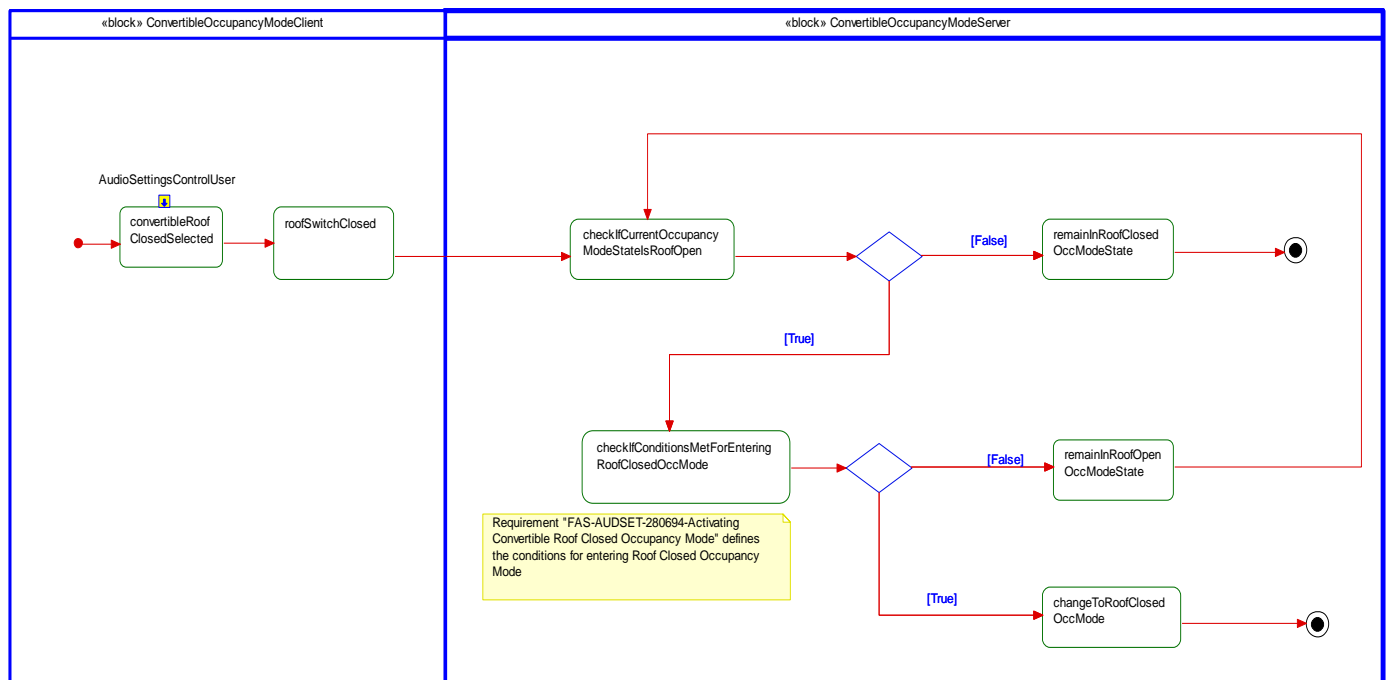 «block» ConvertibleOccupancyModeClient
«block» ConvertibleOccupancyModeServer
AudioSettingsControlUser
convertibleRoof
ClosedSelected
roofSwitchClosed
checkIfCurrentOccupancy
ModeStateIsRoofOpen
[False]
remainInRoofClosed
OccModeState
[True]
checkIfConditionsMetForEntering
RoofClosedOccMode
[False]
remainInRoofOpen
OccModeState
Requirement "FAS-AUDSET-280694-Activating
Convertible Roof Closed Occupancy Mode" defines
the conditions for entering Roof Closed Occupancy
Mode
[True]
changeToRoofClosed
OccMode